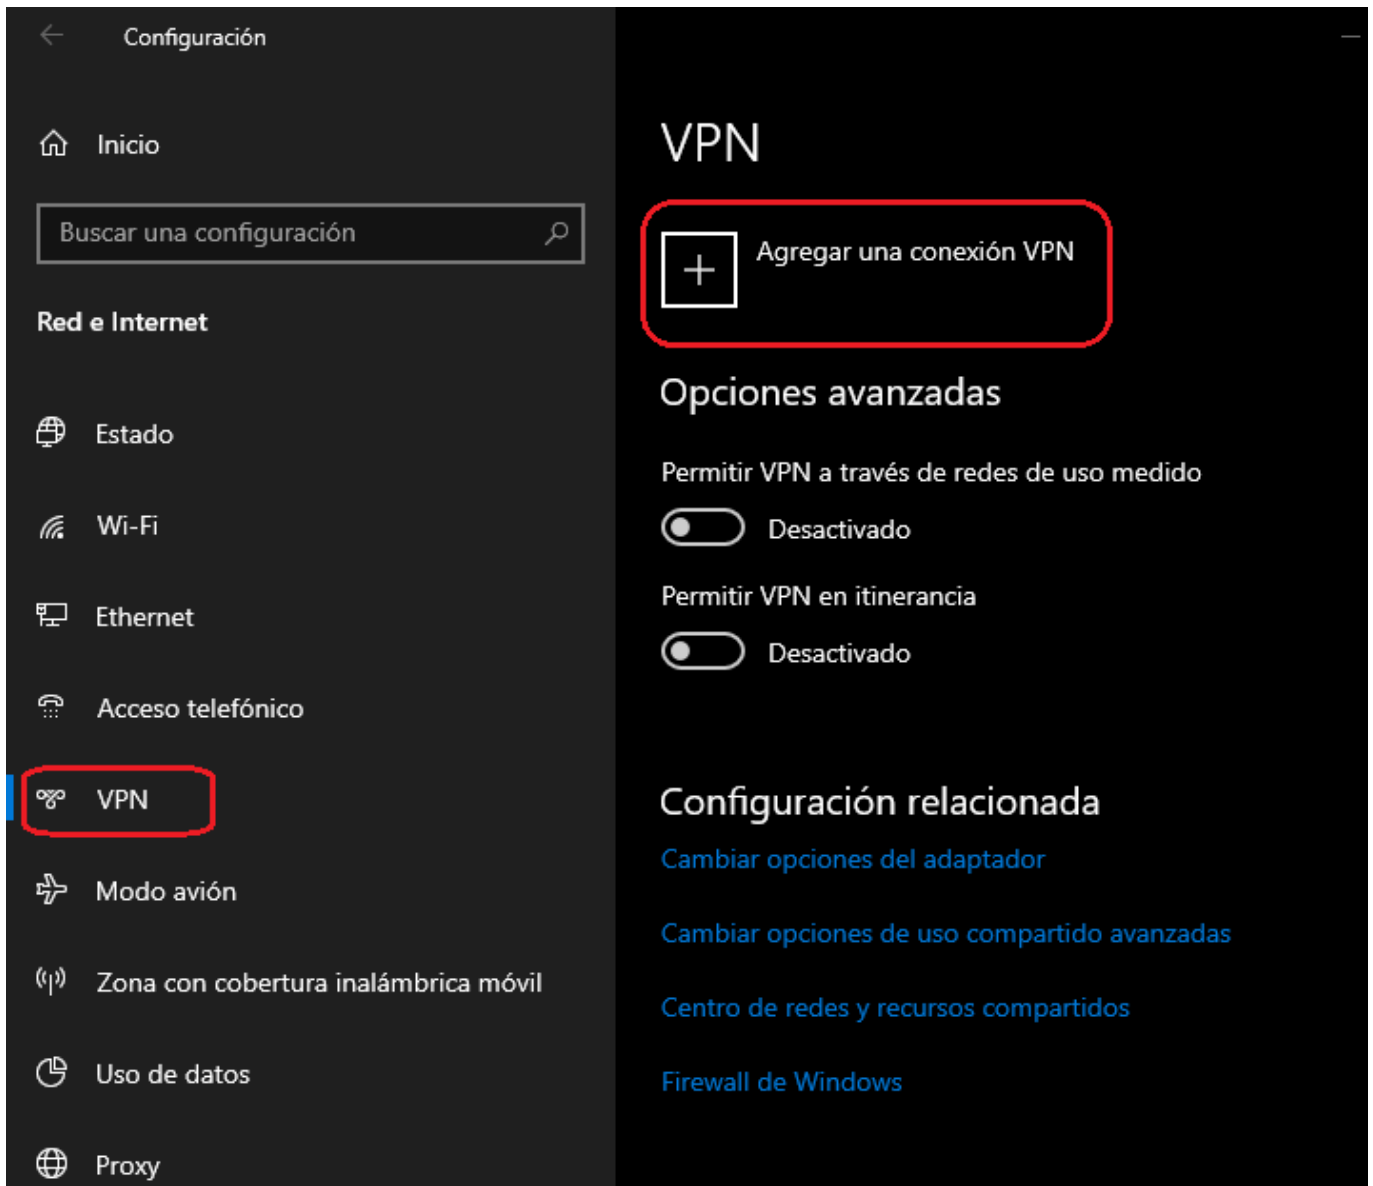 Configuración
Inicio
Buscar una configuración
Red e Internet
Estado
Wi-Fi
Ethernet
Acceso telefónico
VPN
Modo avión
Zona con cobertura inalámbrica móvil
Uso de datos
Proxy
VPN
Agregar una conexión VPN
Opciones avanzadas
Permitir VPN a través de redes de uso medido
Desactivado
Permitir VPN en itinerancia
Desactivado
Configuración relacionada
Cambiar opciones del adaptador
Cambiar opciones de uso compartido avanzadas
Centro de redes y recursos compartidos
Firewall de Windows